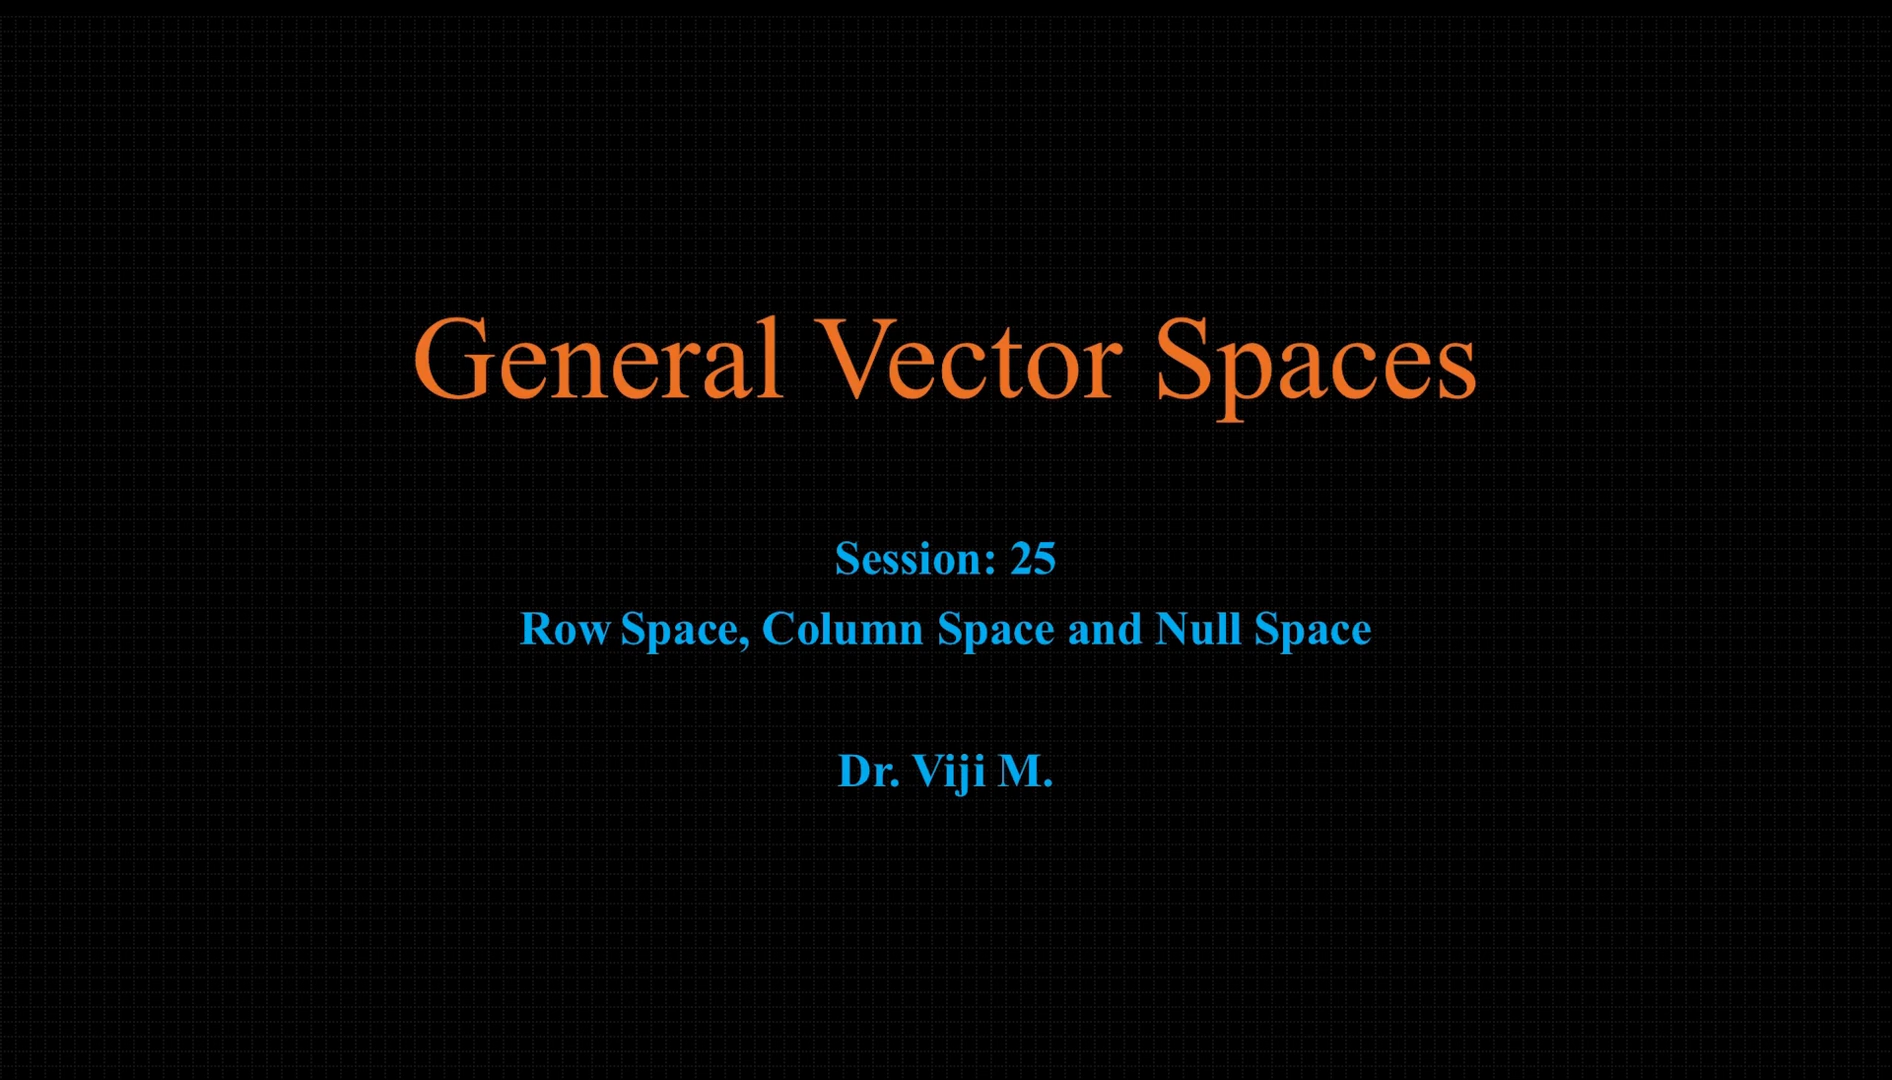 General Vector Spaces
Session: 25
Row Space, Column Space and Null Space
Dr. Viji M.